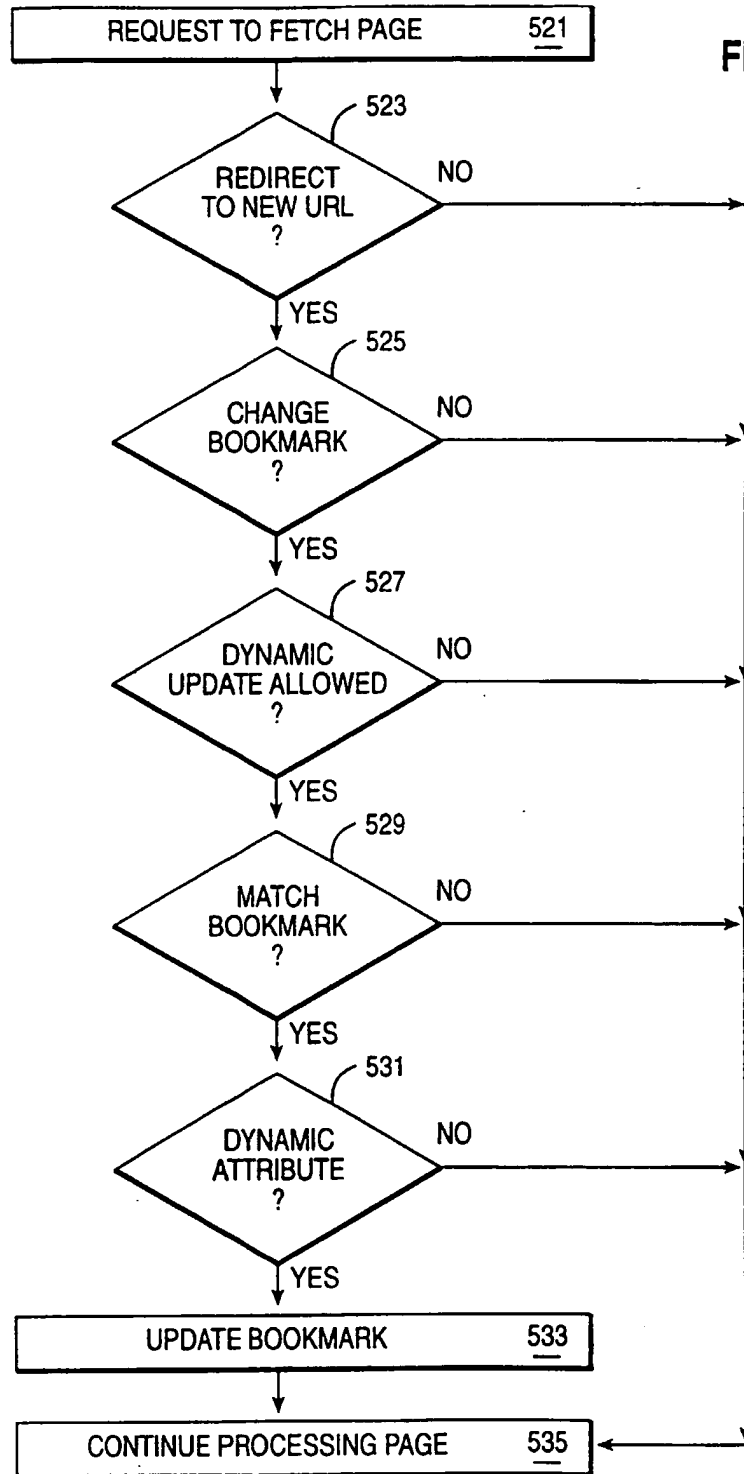 REQUEST TO FETCH PAGE 521
523
REDIRECT
TO NEW URL
?
NO
YES
525
CHANGE
BOOKMARK
?
NO
YES
527
DYNAMIC
UPDATE ALLOWED
?
NO
YES
529
MATCH
BOOKMARK
?
NO
YES
531
DYNAMIC
ATTRIBUTE
?
NO
YES
UPDATE BOOKMARK 533
CONTINUE PROCESSING PAGE 535